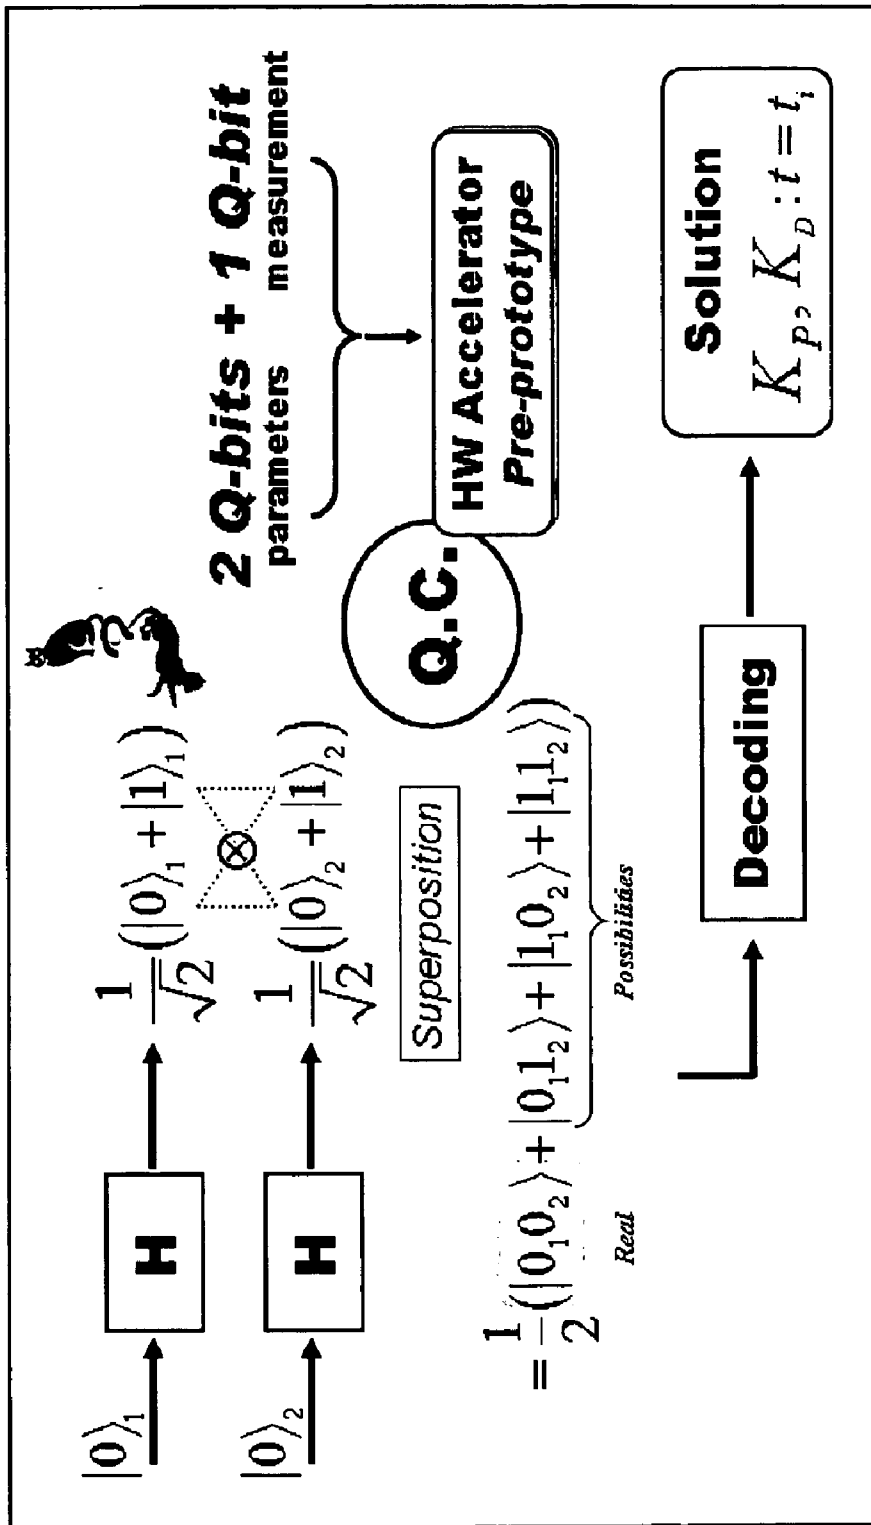 |0⟩₁
H
1/√2 (|0⟩₁ + |1⟩₁)
⊗
|0⟩₂
H
1/√2 (|0⟩₂ + |1⟩₂)
2 Q-bits + 1 Q-bit
parameters measurement
Superposition
Q.C.
HW Accelerator
Pre-prototype
= 1/2 (|0₁0₂⟩ + |0₁1₂⟩ + |1₁0₂⟩ + |1₁1₂⟩)
Real
Possibilities
Decoding
Solution
K_P, K_D : t = t_i